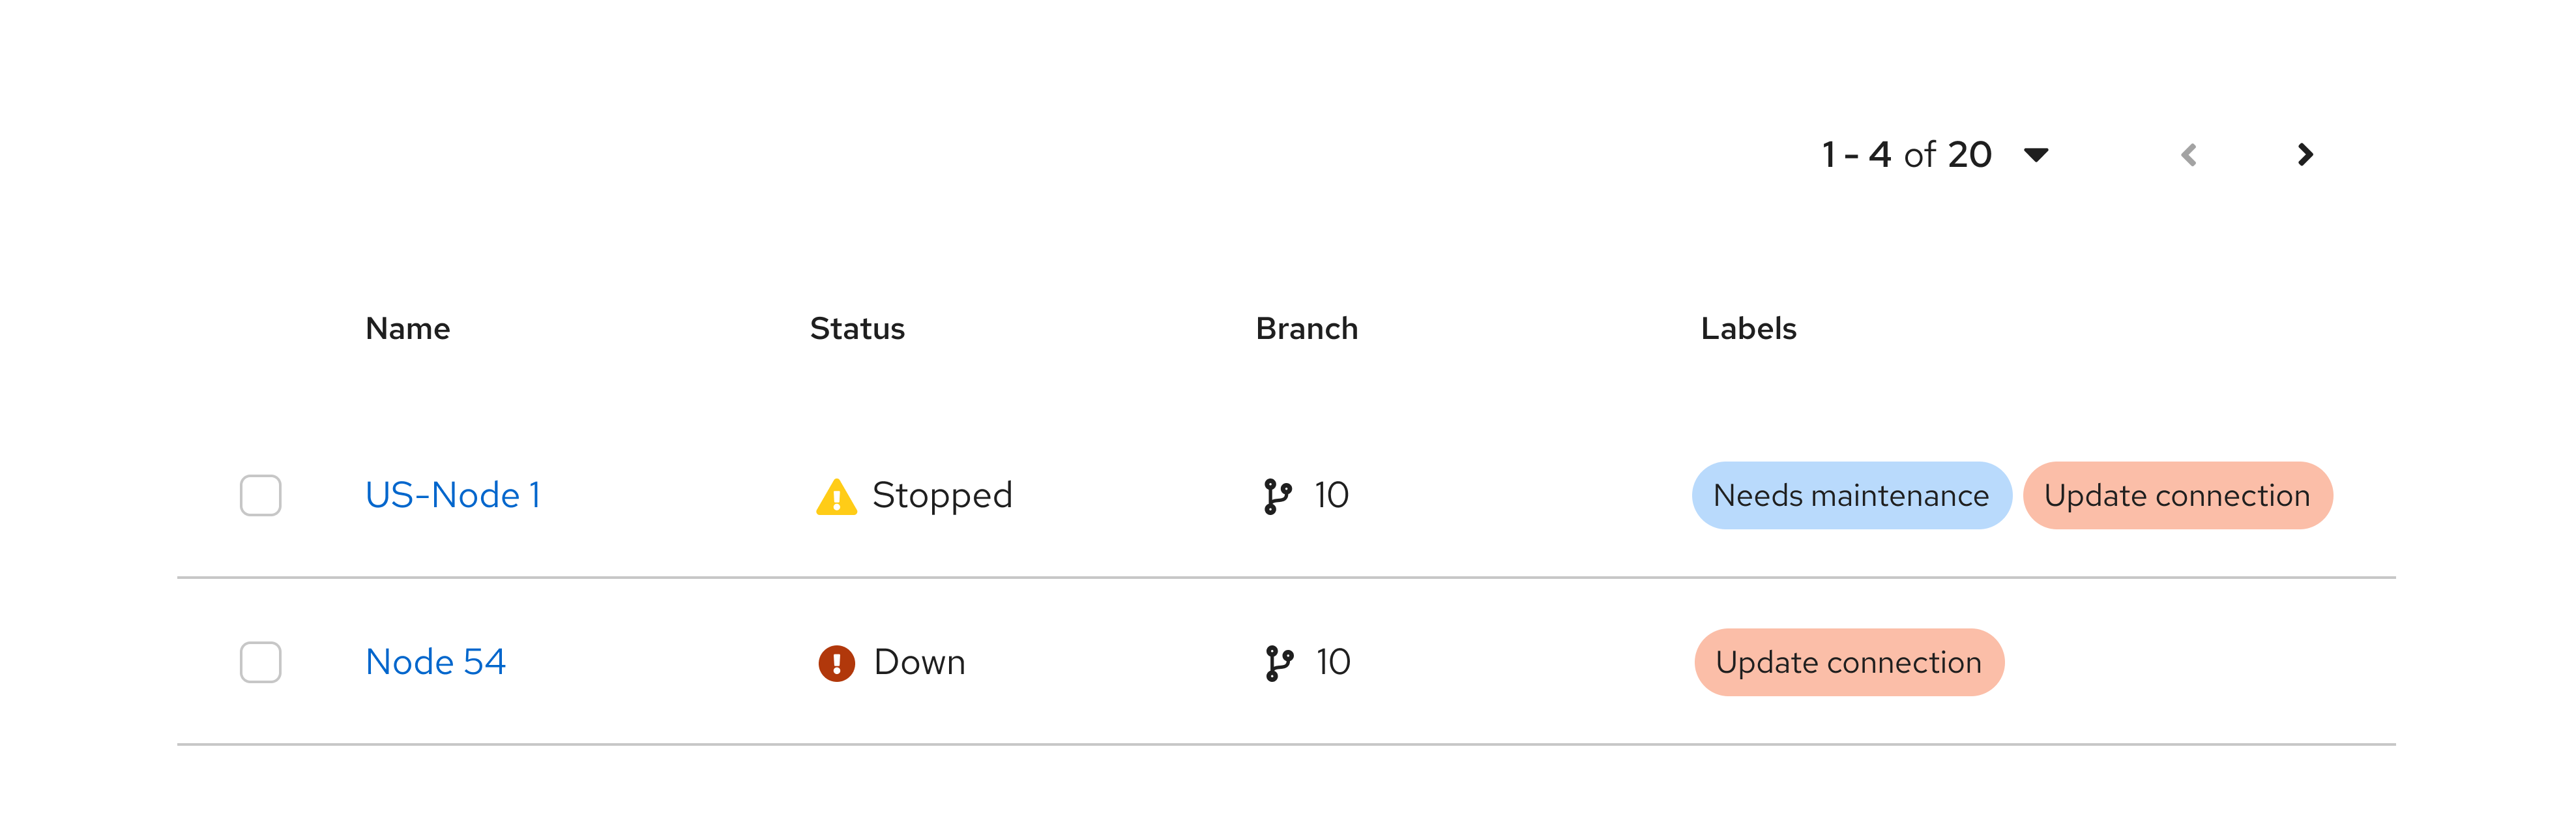 1 - 4 of 20
Name Status Branch Labels
US-Node 1 Stopped 10 Needs maintenance Update connection
Node 54 Down 10 Update connection